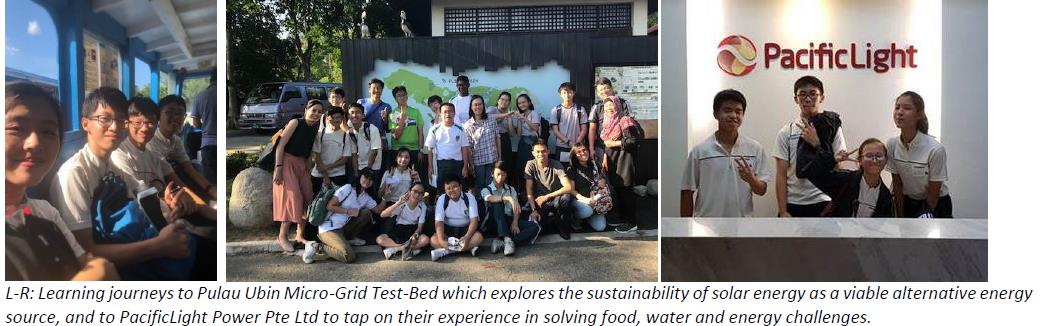 PacificLight
L-R: Learning journeys to Pulau Ubin Micro-Grid Test-Bed which explores the sustainability of solar energy as a viable alternative energy
source, and to PacificLight Power Pte Ltd to tap on their experience in solving food, water and energy challenges.